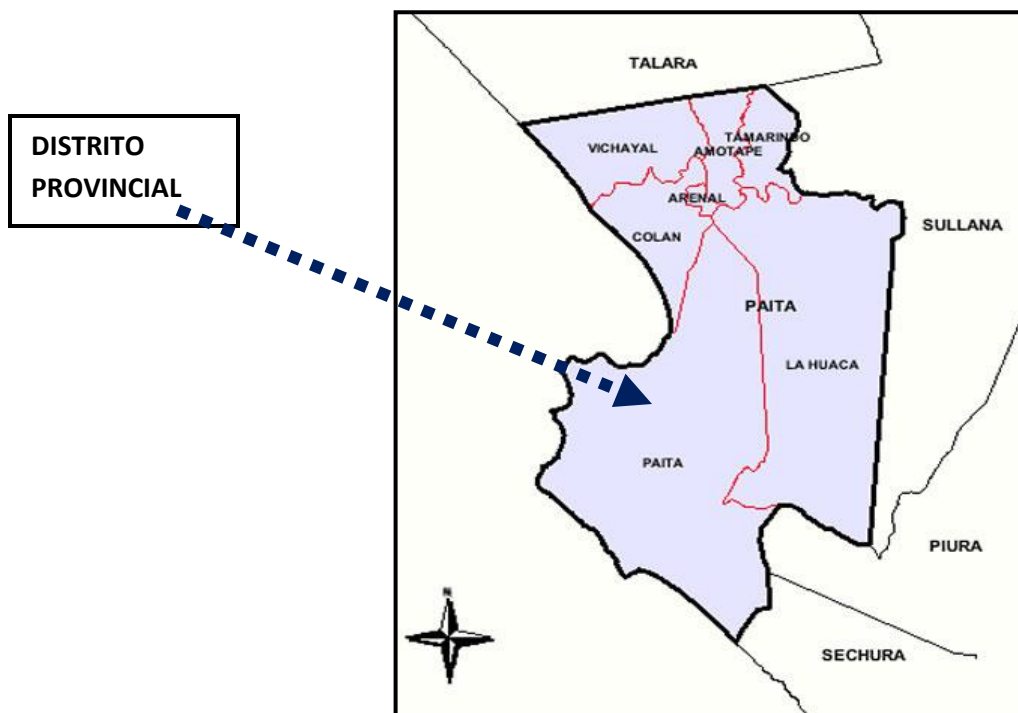 TALARA
DISTRITO
PROVINCIAL
TAMARINDO
VICHAYAL
AMOTAPE
ARENAL
SULLANA
COLAN
PAITA
LA HUACA
PAITA
PIURA
N
SECHURA